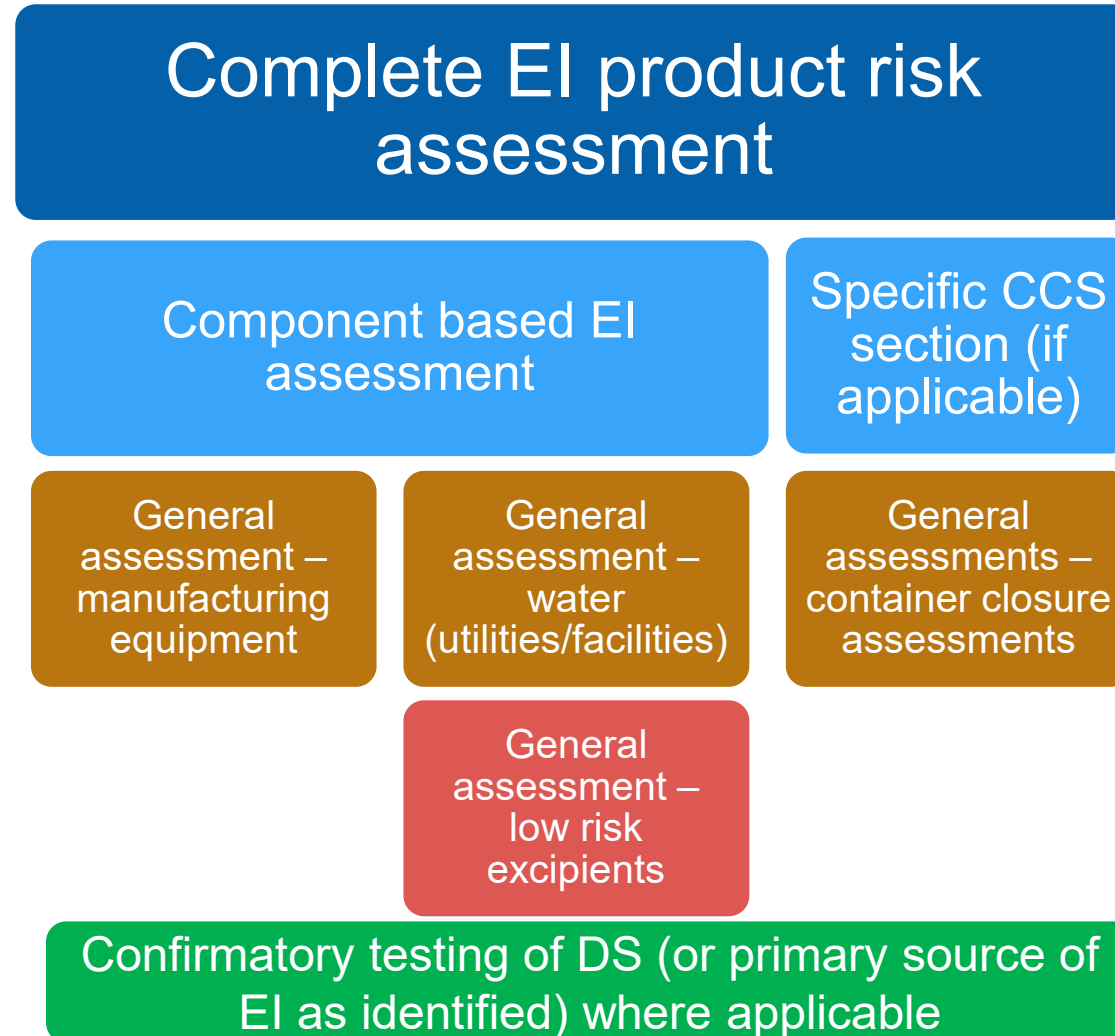 Complete EI product risk
assessment
Component based EI
assessment
Specific CCS
section (if
applicable)
General
assessment –
manufacturing
equipment
General
assessment –
water
(utilities/facilities)
General
assessments –
container closure
assessments
General
assessment –
low risk
excipients
Confirmatory testing of DS (or primary source of
EI as identified) where applicable